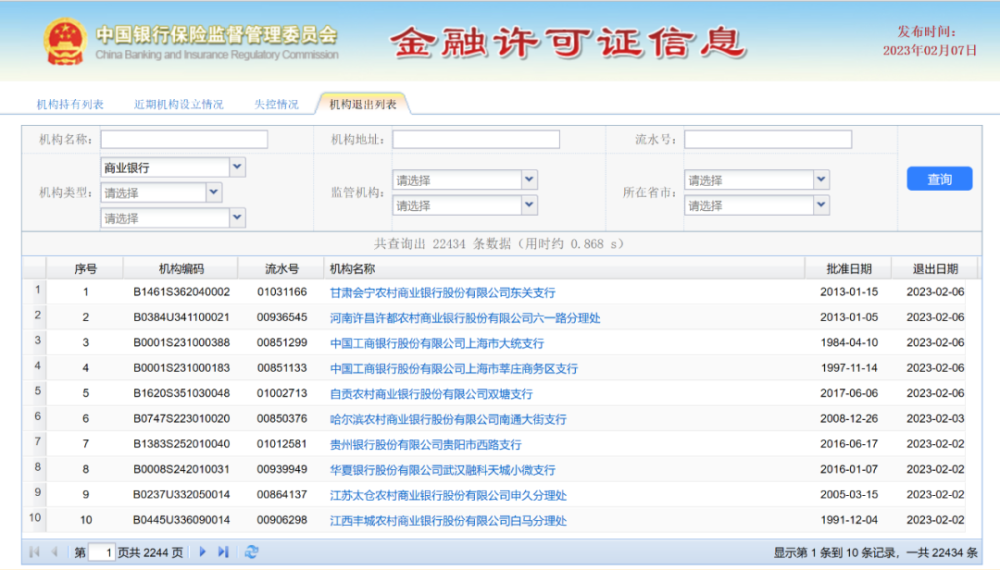 中国银行保险监督管理委员会
China Banking and Insurance Regulatory Commission
金融许可证信息
发布时间：
2023年02月07日
机构持有列表 近期机构设立情况 失控情况 机构退出列表
机构名称： 机构地址： 流水号：
商业银行
机构类型： 请选择 监管机构： 请选择 所在省市： 请选择 查询
请选择 请选择 请选择
共查询出 22434 条数据（用时约 0.868 s）
序号 机构编码 流水号 机构名称 批准日期 退出日期
1 1 B1461S362040002 01031166 甘肃会宁农村商业银行股份有限公司东关支行 2013-01-15 2023-02-06
2 2 B0384U341100021 00936545 河南许昌许都农村商业银行股份有限公司六一路分理处 2013-01-05 2023-02-06
3 3 B0001S231000388 00851299 中国工商银行股份有限公司上海市大统支行 1984-04-10 2023-02-06
4 4 B0001S231000183 00851133 中国工商银行股份有限公司上海市莘庄商务区支行 1997-11-14 2023-02-06
5 5 B1620S351030048 01002713 自贡农村商业银行股份有限公司双塘支行 2017-06-06 2023-02-06
6 6 B0747S223010020 00850376 哈尔滨农村商业银行股份有限公司南通大街支行 2008-12-26 2023-02-03
7 7 B1383S252010040 01012581 贵州银行股份有限公司贵阳市西路支行 2016-06-17 2023-02-02
8 8 B0008S242010031 00939949 华夏银行股份有限公司武汉融科天城小微支行 2016-01-07 2023-02-02
9 9 B0237U332050014 00864137 江苏太仓农村商业银行股份有限公司申久分理处 2005-03-15 2023-02-02
10 10 B0445U336090014 00906298 江西丰城农村商业银行股份有限公司白马分理处 1991-12-04 2023-02-02
第 1 页共 2244 页 显示第 1 条到 10 条记录，一共 22434 条